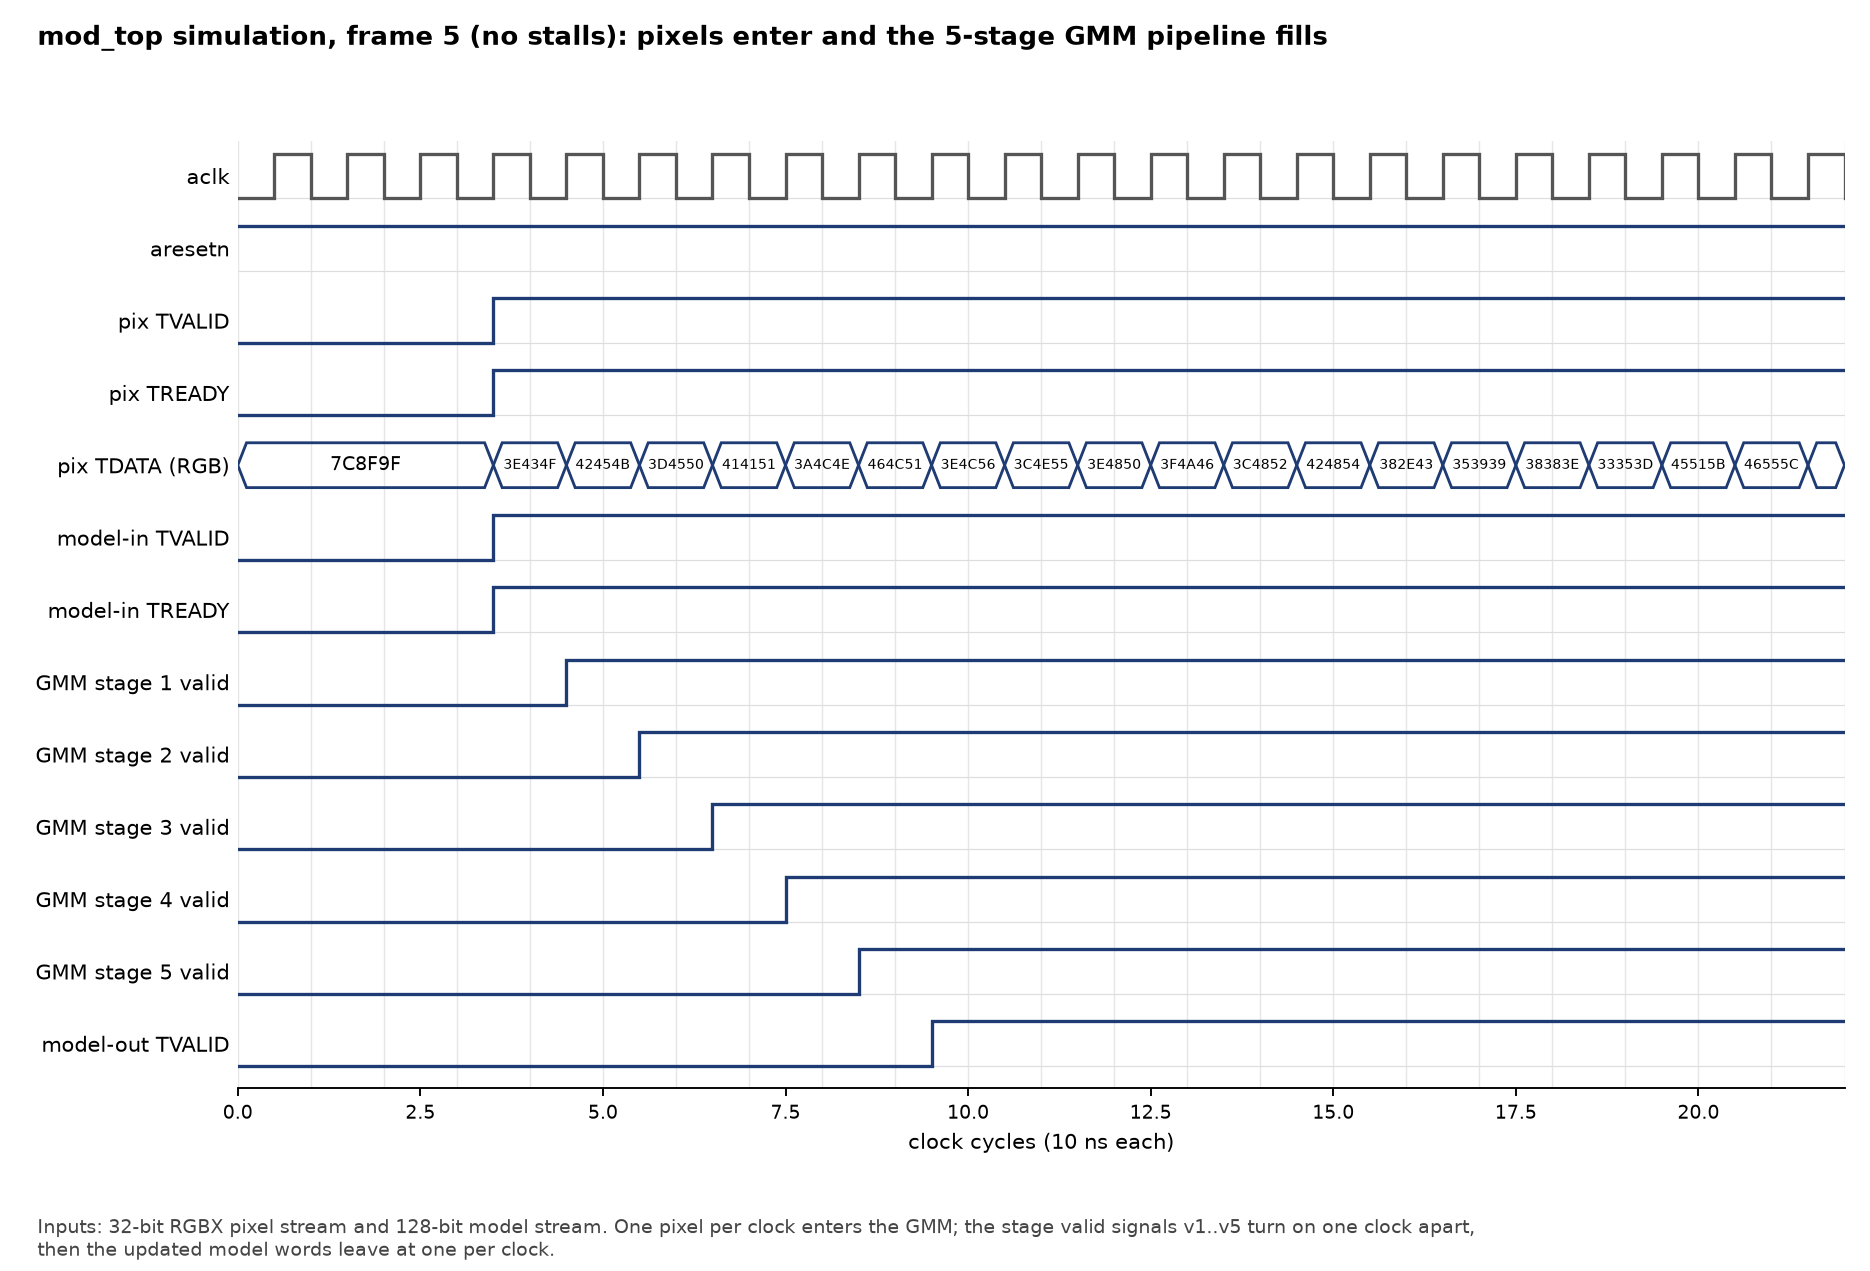 mod_top simulation, frame 5 (no stalls): pixels enter and the 5-stage GMM pipeline fills
aclk
aresetn
pix TVALID
pix TREADY
pix TDATA (RGB) 7C8F9F 3E434F 42454B 3D4550 414151 3A4C4E 464C51 3E4C56 3C4E55 3E4850 3F4A46 3C4852 424854 382E43 353939 38383E 33353D 45515B 46555C
model-in TVALID
model-in TREADY
GMM stage 1 valid
GMM stage 2 valid
GMM stage 3 valid
GMM stage 4 valid
GMM stage 5 valid
model-out TVALID
0.0 2.5 5.0 7.5 10.0 12.5 15.0 17.5 20.0
clock cycles (10 ns each)
Inputs: 32-bit RGBX pixel stream and 128-bit model stream. One pixel per clock enters the GMM; the stage valid signals v1..v5 turn on one clock apart,
then the updated model words leave at one per clock.